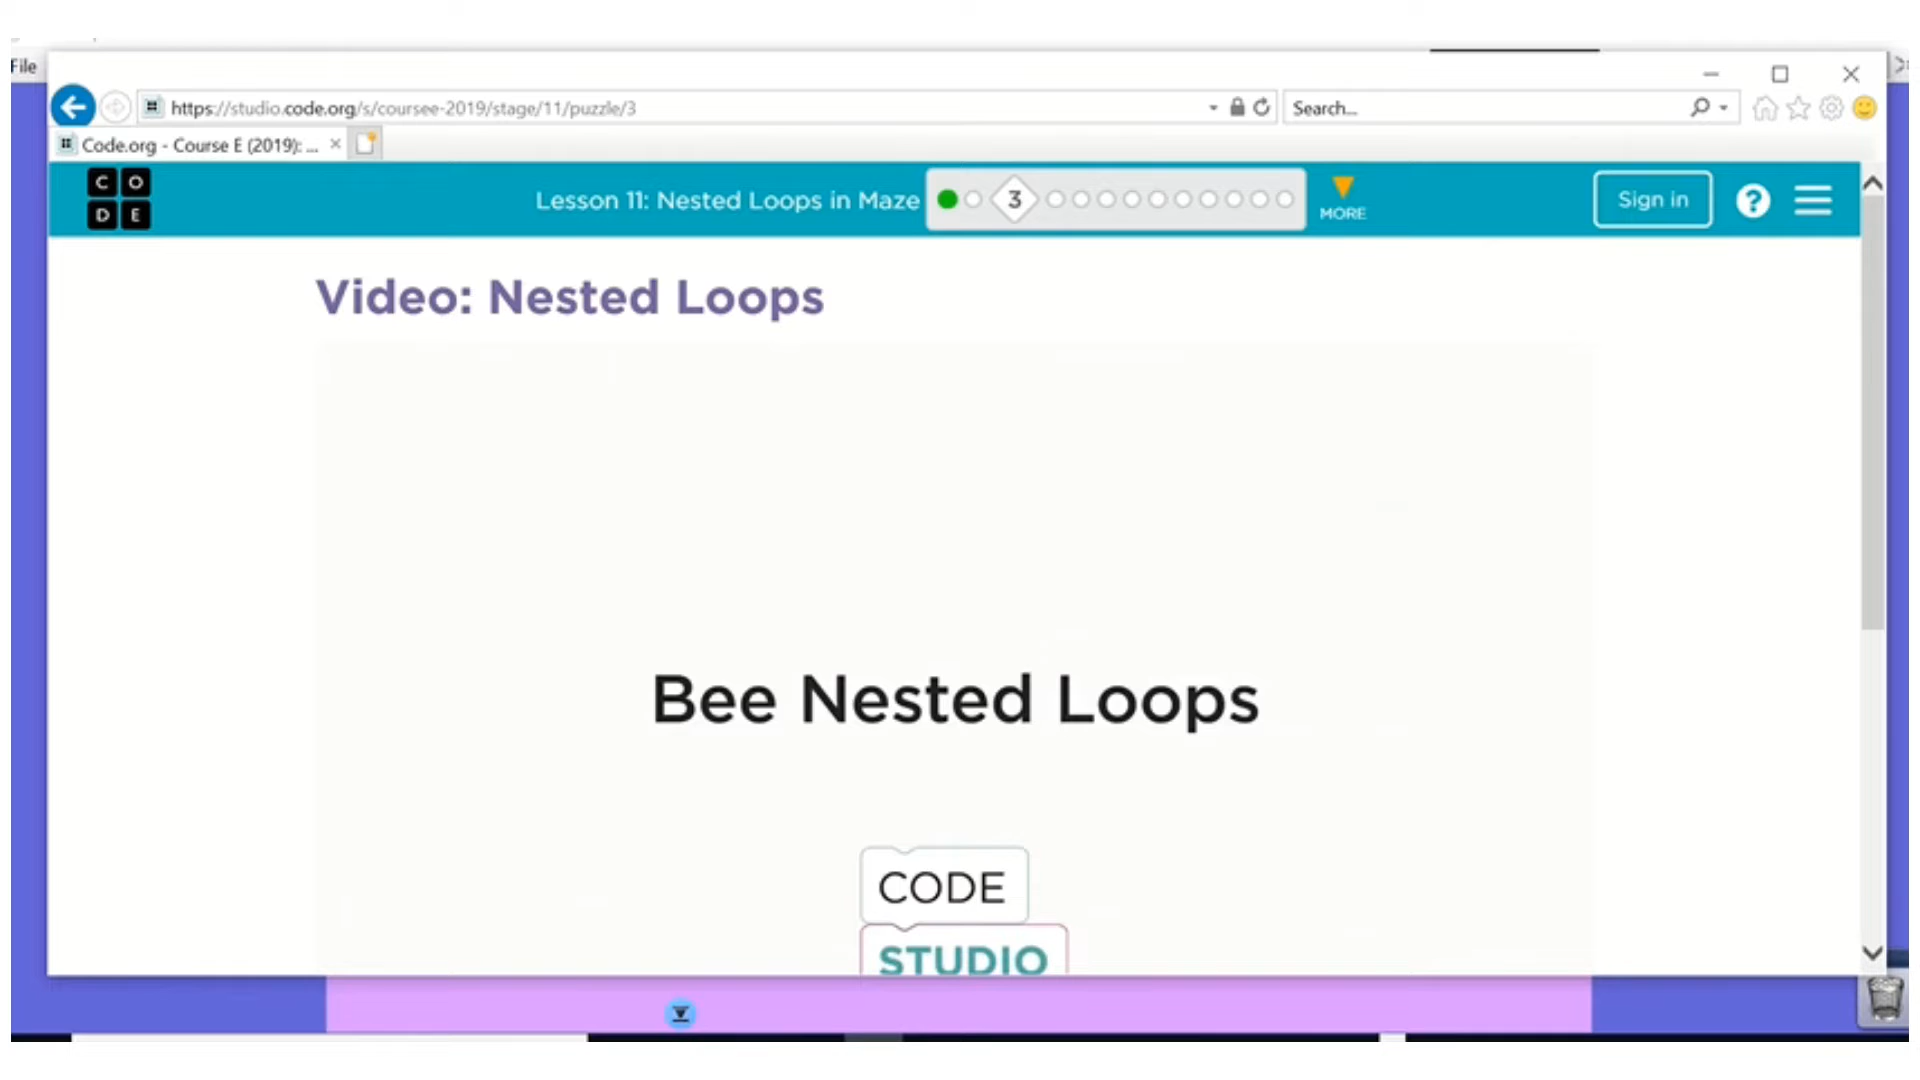 File
https://studio.code.org/s/coursee-2019/stage/11/puzzle/3
Search...
Code.org - Course E (2019): ...
C O
D E
Lesson 11: Nested Loops in Maze
3
MORE
Sign in
?
Video: Nested Loops
Bee Nested Loops
CODE
STUDIO